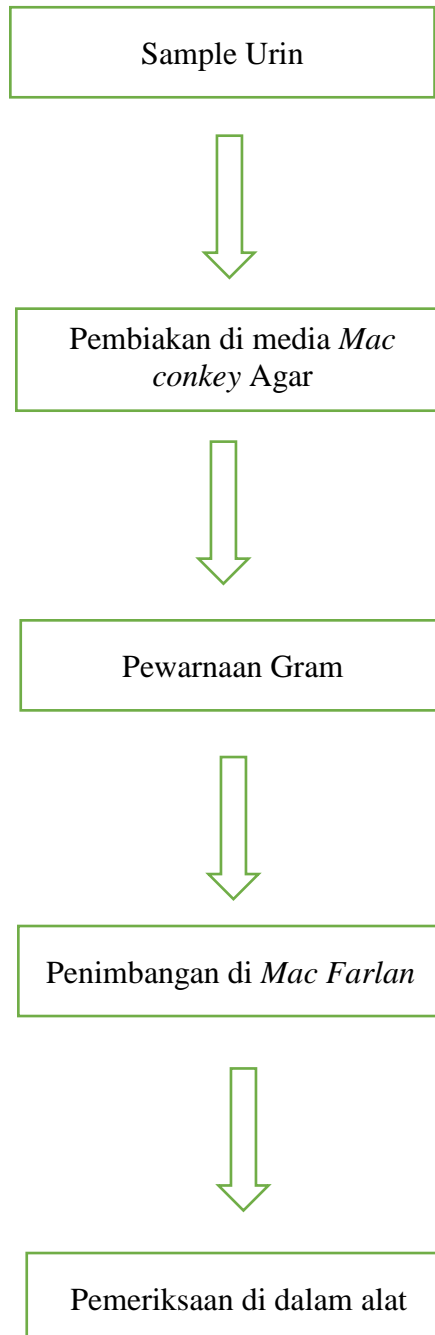 Sample Urin
Pembiakan di media Mac
conkey Agar
Pewarnaan Gram
Penimbangan di Mac Farlan
Pemeriksaan di dalam alat